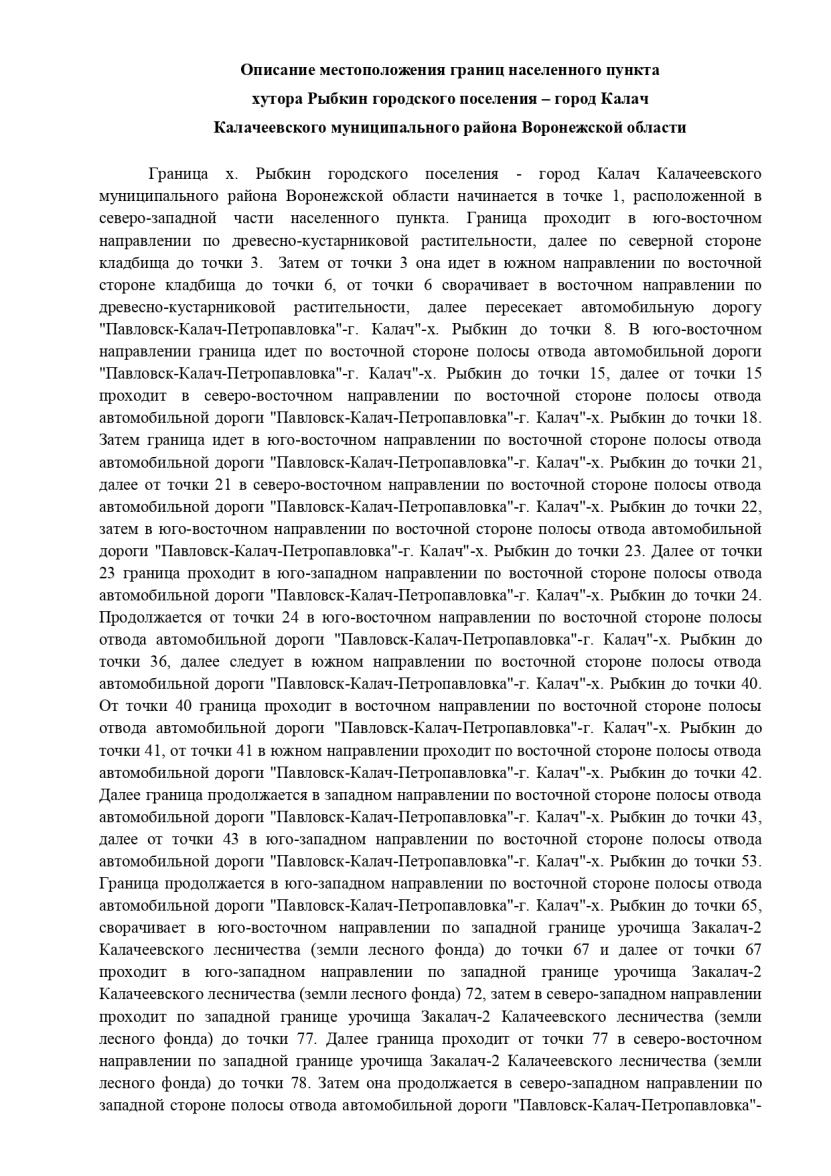 Описание местоположения границ населенного пункта
хутора Рыбкин городского поселения – город Калач
Калачеевского муниципального района Воронежской области
Граница х. Рыбкин городского поселения - город Калач Калачеевского
муниципального района Воронежской области начинается в точке 1, расположенной в
северо-западной части населенного пункта. Граница проходит в юго-восточном
направлении по древесно-кустарниковой растительности, далее по северной стороне
кладбища до точки 3. Затем от точки 3 она идет в южном направлении по восточной
стороне кладбища до точки 6, от точки 6 сворачивает в восточном направлении по
древесно-кустарниковой растительности, далее пересекает автомобильную дорогу
"Павловск-Калач-Петропавловка"-г. Калач"-х. Рыбкин до точки 8. В юго-восточном
направлении граница идет по восточной стороне полосы отвода автомобильной дороги
"Павловск-Калач-Петропавловка"-г. Калач"-х. Рыбкин до точки 15, далее от точки 15
проходит в северо-восточном направлении по восточной стороне полосы отвода
автомобильной дороги "Павловск-Калач-Петропавловка"-г. Калач"-х. Рыбкин до точки 18.
Затем граница идет в юго-восточном направлении по восточной стороне полосы отвода
автомобильной дороги "Павловск-Калач-Петропавловка"-г. Калач"-х. Рыбкин до точки 21,
далее от точки 21 в северо-восточном направлении по восточной стороне полосы отвода
автомобильной дороги "Павловск-Калач-Петропавловка"-г. Калач"-х. Рыбкин до точки 22,
затем в юго-восточном направлении по восточной стороне полосы отвода автомобильной
дороги "Павловск-Калач-Петропавловка"-г. Калач"-х. Рыбкин до точки 23. Далее от точки
23 граница проходит в юго-западном направлении по восточной стороне полосы отвода
автомобильной дороги "Павловск-Калач-Петропавловка"-г. Калач"-х. Рыбкин до точки 24.
Продолжается от точки 24 в юго-восточном направлении по восточной стороне полосы
отвода автомобильной дороги "Павловск-Калач-Петропавловка"-г. Калач"-х. Рыбкин до
точки 36, далее следует в южном направлении по восточной стороне полосы отвода
автомобильной дороги "Павловск-Калач-Петропавловка"-г. Калач"-х. Рыбкин до точки 40.
От точки 40 граница проходит в восточном направлении по восточной стороне полосы
отвода автомобильной дороги "Павловск-Калач-Петропавловка"-г. Калач"-х. Рыбкин до
точки 41, от точки 41 в южном направлении проходит по восточной стороне полосы отвода
автомобильной дороги "Павловск-Калач-Петропавловка"-г. Калач"-х. Рыбкин до точки 42.
Далее граница продолжается в западном направлении по восточной стороне полосы отвода
автомобильной дороги "Павловск-Калач-Петропавловка"-г. Калач"-х. Рыбкин до точки 43,
далее от точки 43 в юго-западном направлении по восточной стороне полосы отвода
автомобильной дороги "Павловск-Калач-Петропавловка"-г. Калач"-х. Рыбкин до точки 53.
Граница продолжается в юго-западном направлении по восточной стороне полосы отвода
автомобильной дороги "Павловск-Калач-Петропавловка"-г. Калач"-х. Рыбкин до точки 65,
сворачивает в юго-восточном направлении по западной границе урочища Закалач-2
Калачеевского лесничества (земли лесного фонда) до точки 67 и далее от точки 67
проходит в юго-западном направлении по западной границе урочища Закалач-2
Калачеевского лесничества (земли лесного фонда) 72, затем в северо-западном направлении
проходит по западной границе урочища Закалач-2 Калачеевского лесничества (земли
лесного фонда) до точки 77. Далее граница проходит от точки 77 в северо-восточном
направлении по западной границе урочища Закалач-2 Калачеевского лесничества (земли
лесного фонда) до точки 78. Затем она продолжается в северо-западном направлении по
западной стороне полосы отвода автомобильной дороги "Павловск-Калач-Петропавловка"-